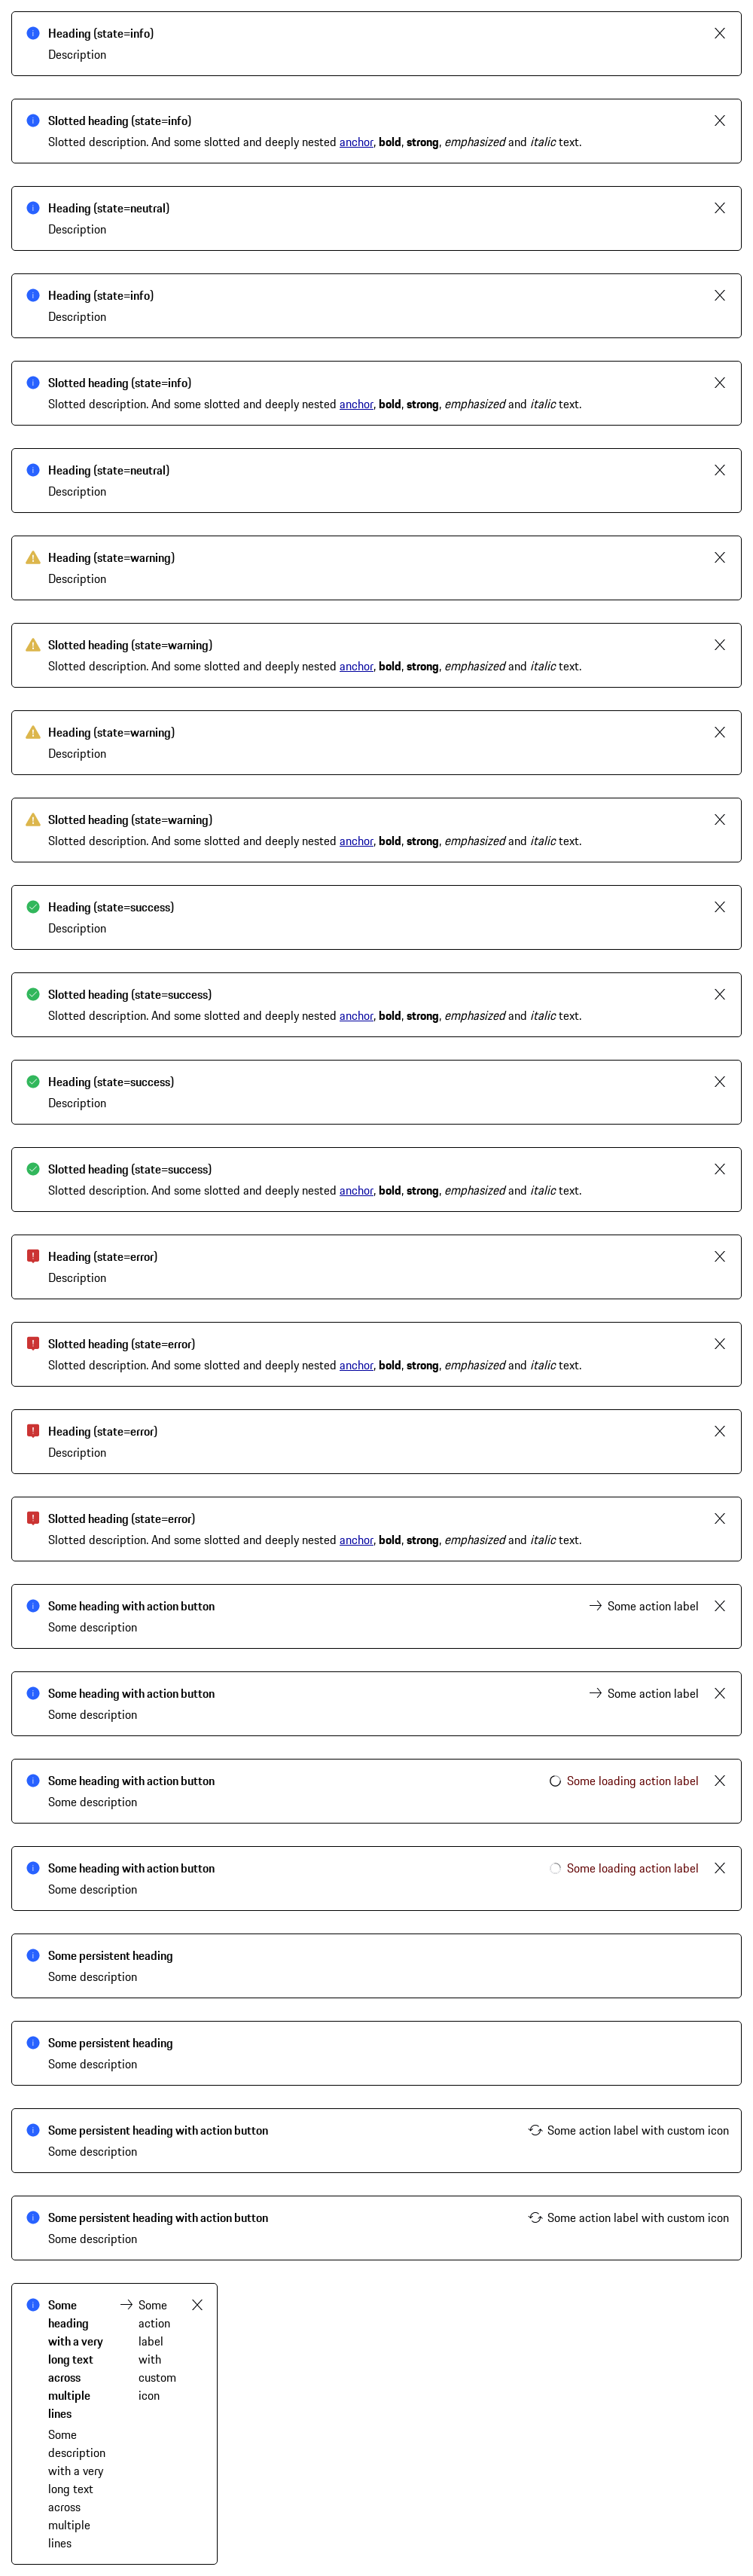 Heading (state=info)
Description
Slotted heading (state=info)
Slotted description. And some slotted and deeply nested anchor, bold, strong, emphasized and italic text.
Heading (state=neutral)
Description
Heading (state=info)
Description
Slotted heading (state=info)
Slotted description. And some slotted and deeply nested anchor, bold, strong, emphasized and italic text.
Heading (state=neutral)
Description
Heading (state=warning)
Description
Slotted heading (state=warning)
Slotted description. And some slotted and deeply nested anchor, bold, strong, emphasized and italic text.
Heading (state=warning)
Description
Slotted heading (state=warning)
Slotted description. And some slotted and deeply nested anchor, bold, strong, emphasized and italic text.
Heading (state=success)
Description
Slotted heading (state=success)
Slotted description. And some slotted and deeply nested anchor, bold, strong, emphasized and italic text.
Heading (state=success)
Description
Slotted heading (state=success)
Slotted description. And some slotted and deeply nested anchor, bold, strong, emphasized and italic text.
Heading (state=error)
Description
Slotted heading (state=error)
Slotted description. And some slotted and deeply nested anchor, bold, strong, emphasized and italic text.
Heading (state=error)
Description
Slotted heading (state=error)
Slotted description. And some slotted and deeply nested anchor, bold, strong, emphasized and italic text.
Some heading with action button
Some description
Some action label
Some heading with action button
Some description
Some action label
Some heading with action button
Some description
Some loading action label
Some heading with action button
Some description
Some loading action label
Some persistent heading
Some description
Some persistent heading
Some description
Some persistent heading with action button
Some description
Some action label with custom icon
Some persistent heading with action button
Some description
Some action label with custom icon
Some
heading
with a very
long text
across
multiple
lines
Some
description
with a very
long text
across
multiple
lines
Some
action
label
with
custom
icon